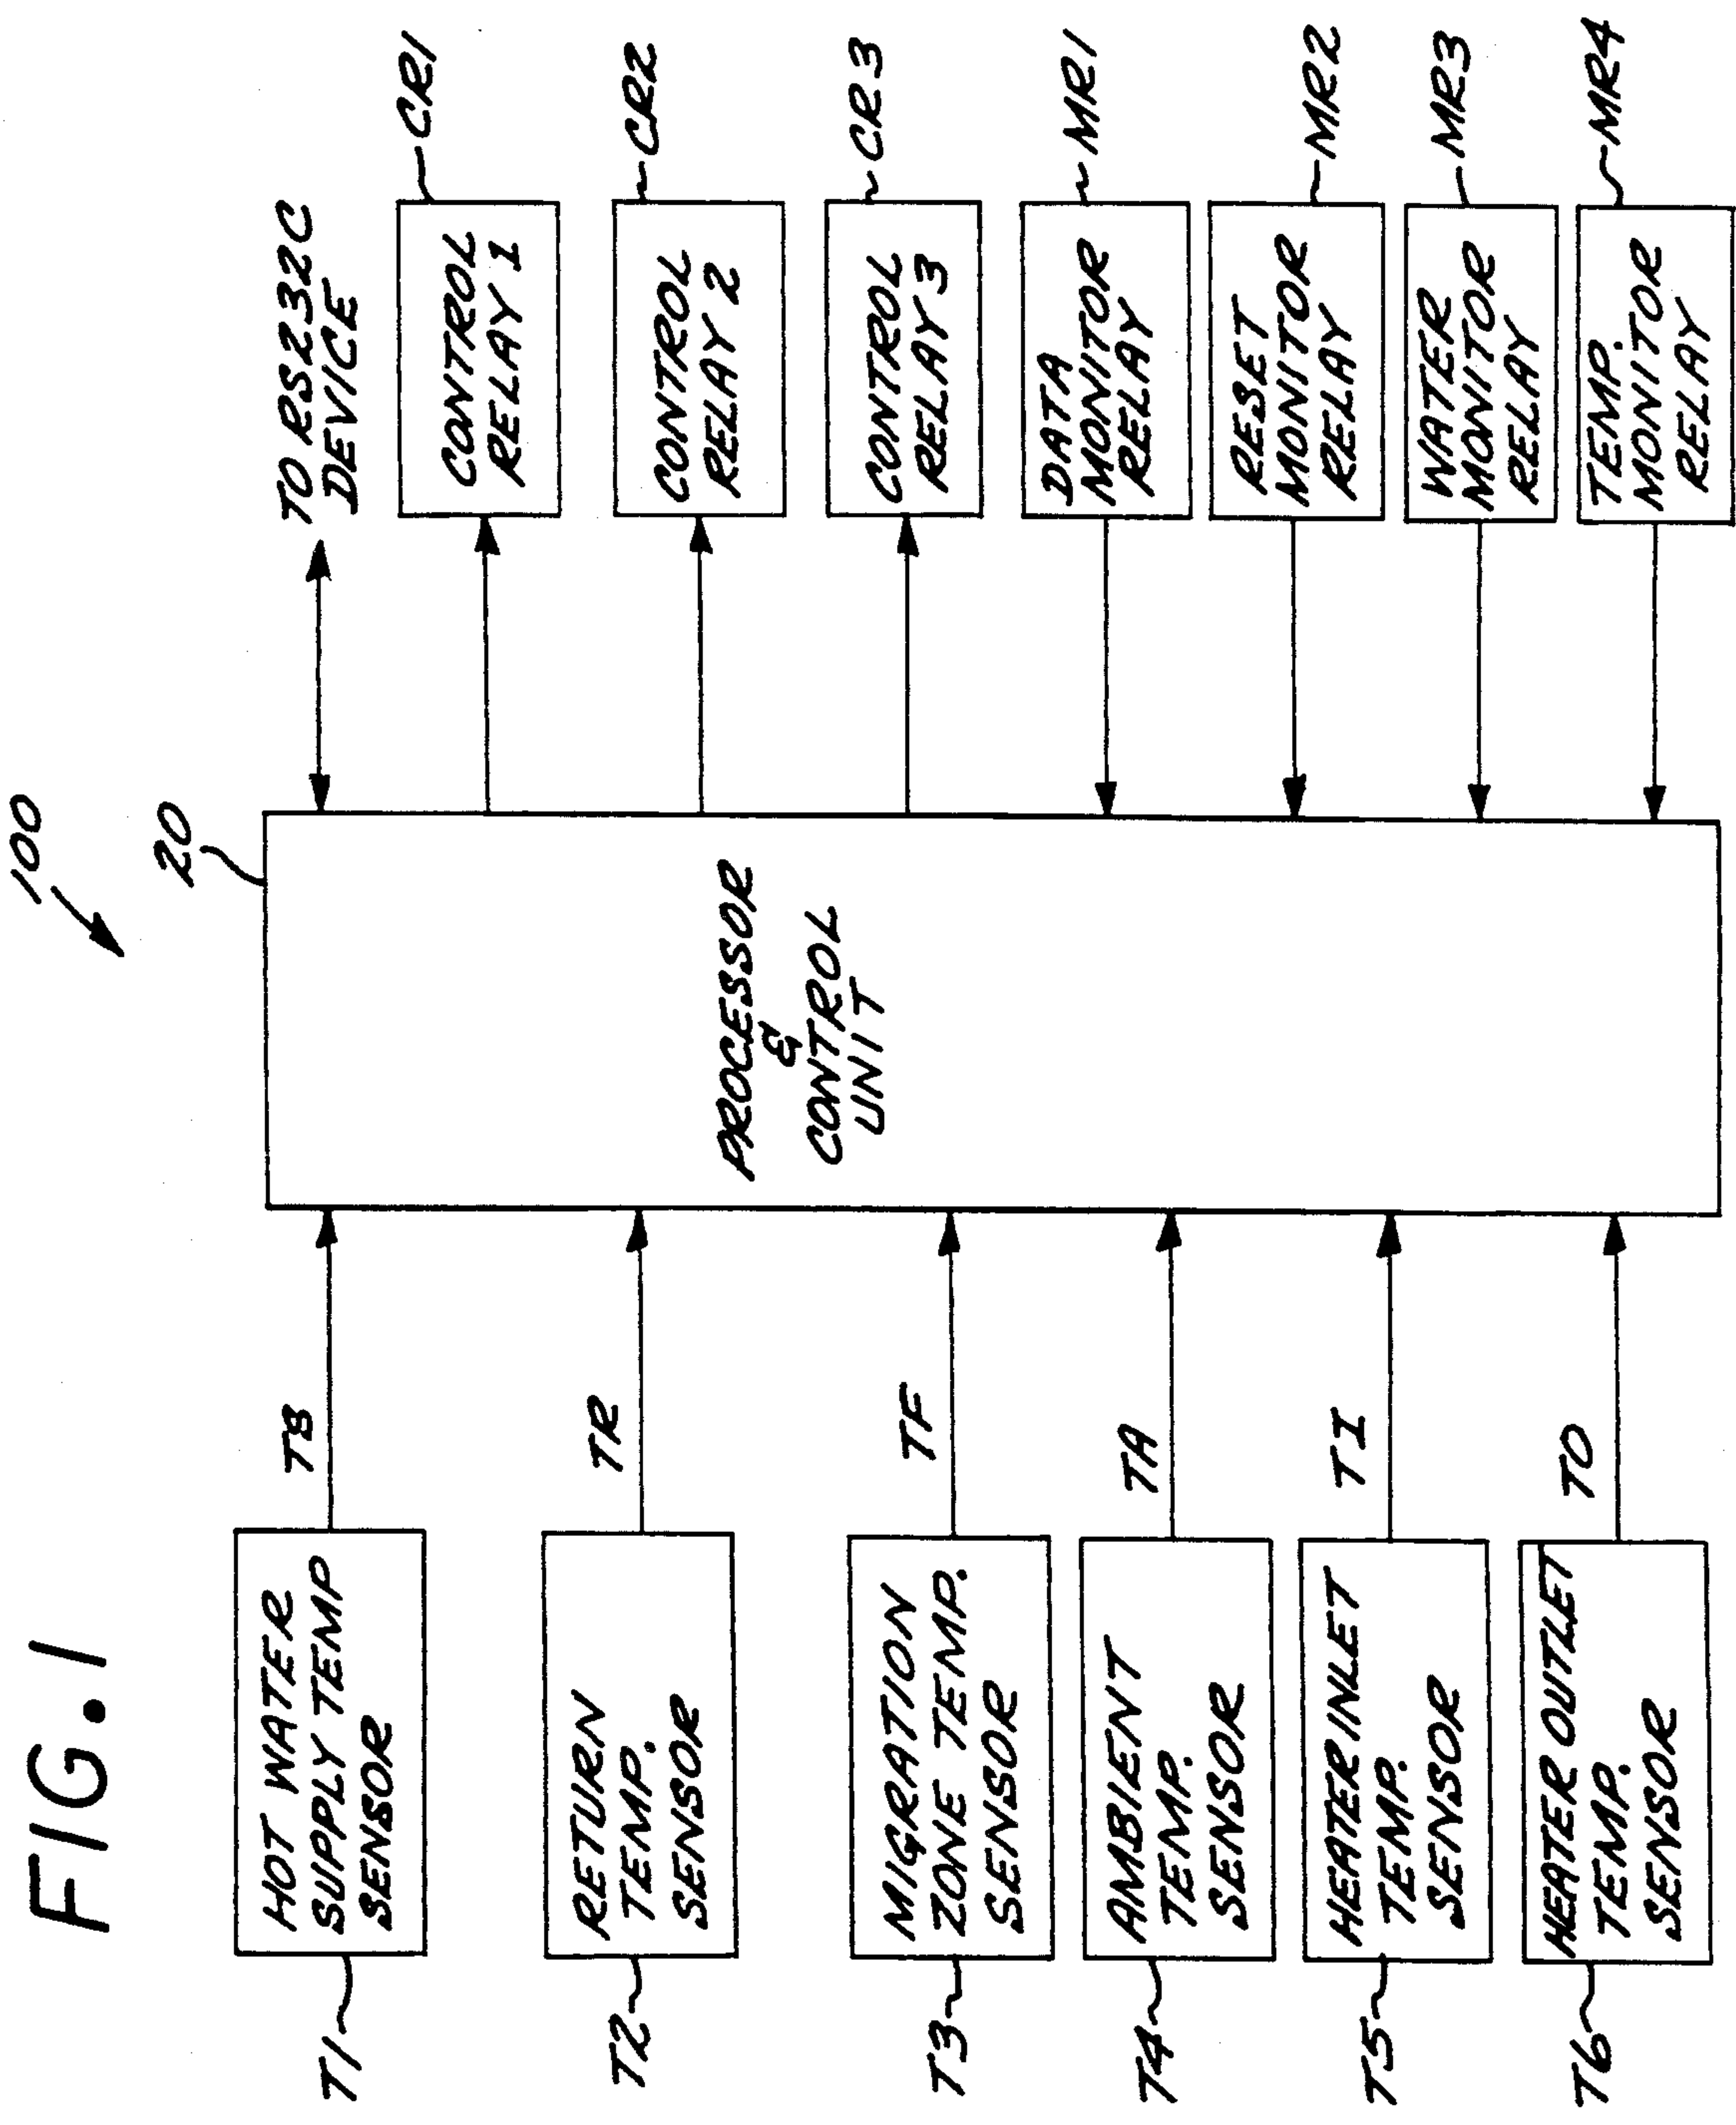 FIG. 1
100
20
T1
HOT WATER
SUPPLY TEMP
SENSOR
TS
T2
RETURN
TEMP.
SENSOR
TR
T3
MIGRATION
ZONE TEMP.
SENSOR
TF
T4
AMBIENT
TEMP.
SENSOR
TA
T5
HEATER INLET
TEMP.
SENSOR
TI
T6
HEATER OUTLET
TEMP.
SENSOR
TO
PROCESSOR
&
CONTROL
UNIT
TO RS232C
DEVICE
CONTROL
RELAY 1
CR1
CONTROL
RELAY 2
CR2
CONTROL
RELAY 3
CR3
DATA
MONITOR
RELAY
MR1
RESET
MONITOR
RELAY
MR2
WATER
MONITOR
RELAY
MR3
TEMP.
MONITOR
RELAY
MR4